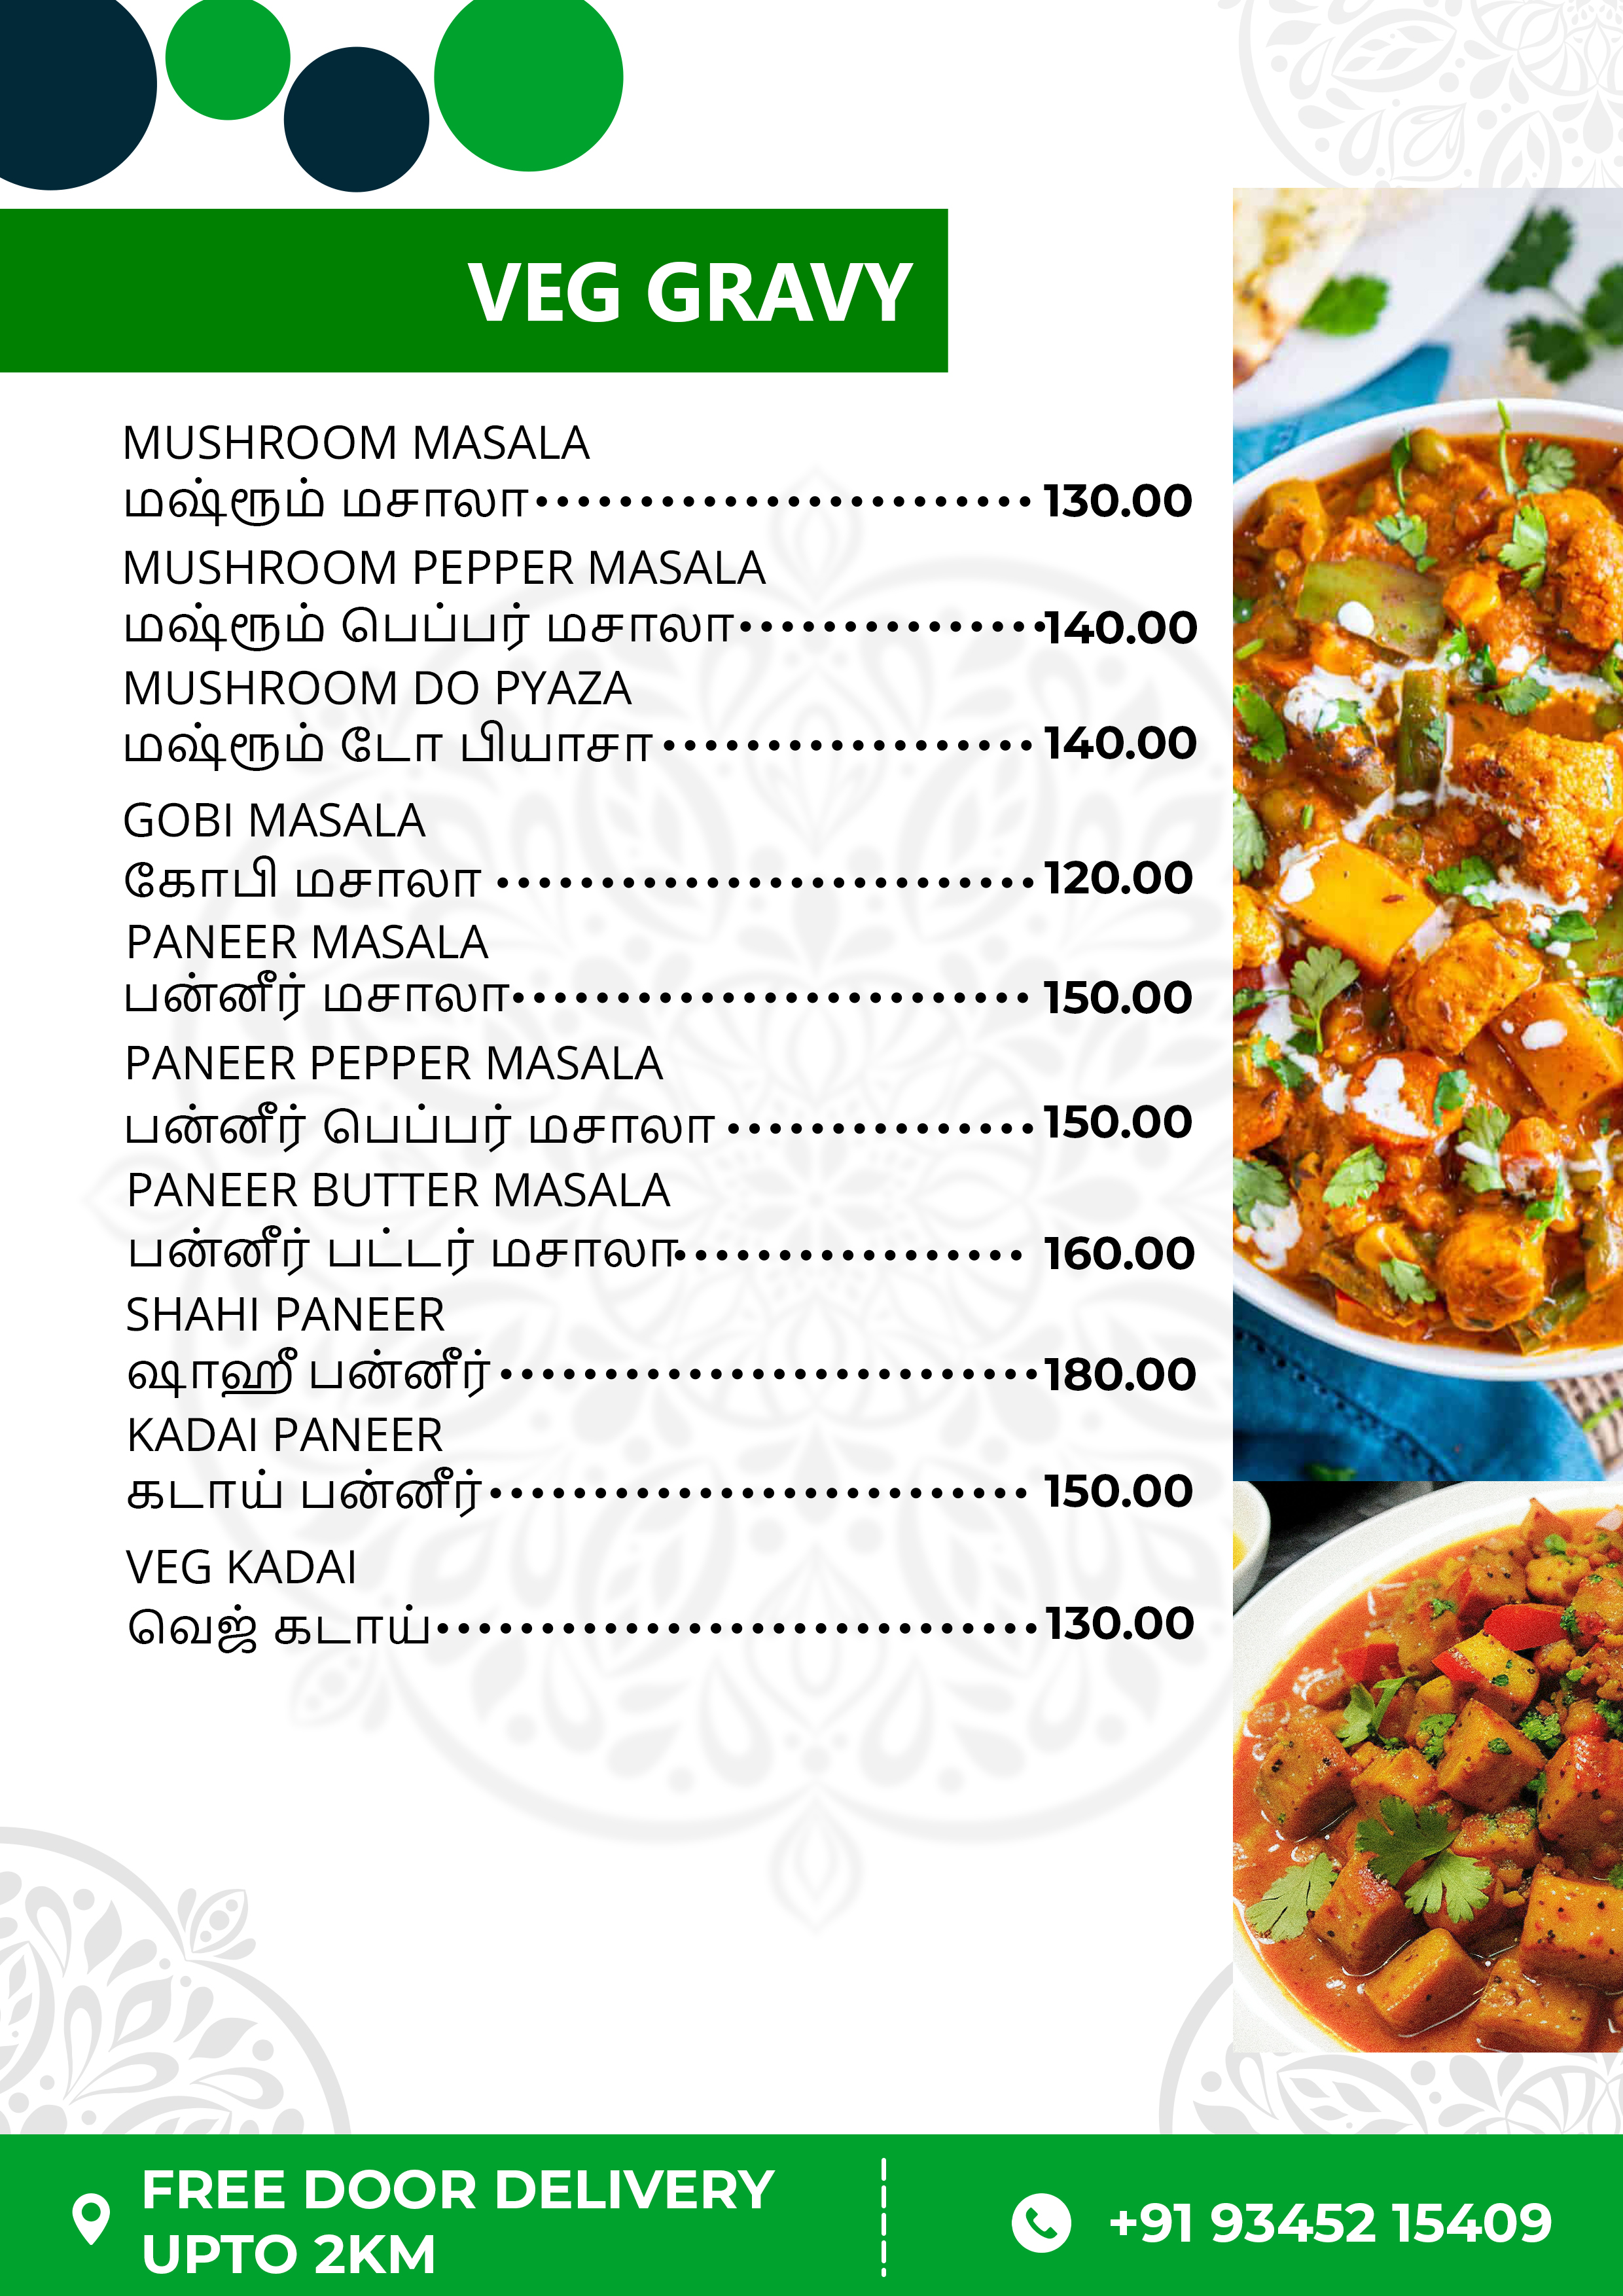 VEG GRAVY
MUSHROOM MASALA
மஷ்ரூம் மசாலா........................ 130.00
MUSHROOM PEPPER MASALA
மஷ்ரூம் பெப்பர் மசாலா...............140.00
MUSHROOM DO PYAZA
மஷ்ரூம் டோ பியாசா .................. 140.00
GOBI MASALA
கோபி மசாலா .......................... 120.00
PANEER MASALA
பன்னீர் மசாலா......................... 150.00
PANEER PEPPER MASALA
பன்னீர் பெப்பர் மசாலா ............... 150.00
PANEER BUTTER MASALA
பன்னீர் பட்டர் மசாலா................. 160.00
SHAHI PANEER
ஷாஹீ பன்னீர் ..........................180.00
KADAI PANEER
கடாய் பன்னீர் .......................... 150.00
VEG KADAI
வெஜ் கடாய் .............................130.00
FREE DOOR DELIVERY
UPTO 2KM
+91 93452 15409